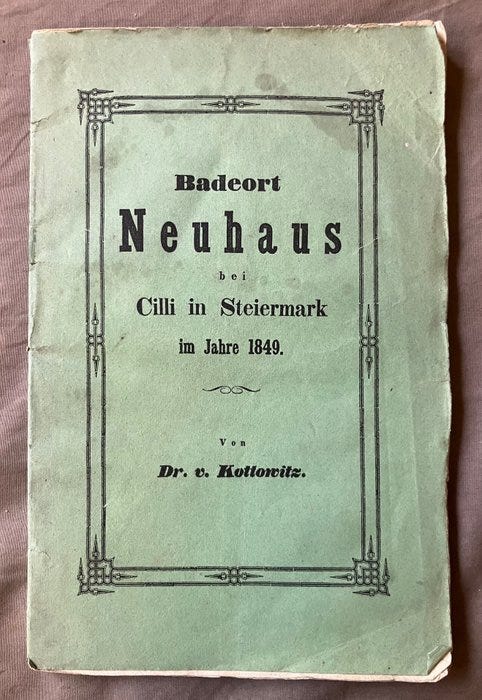 Badeort
Neuhaus
bei
Cilli in Steiermark
im Jahre 1849.
Von
Dr. v. Kottowitz.